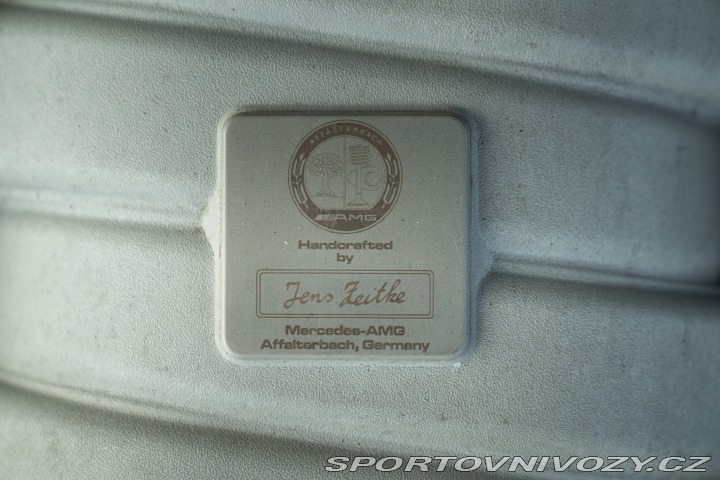 AFFALTERBACH
AMG
Handcrafted
by
Jens Zeitke
Mercedes-AMG
Affalterbach, Germany
SPORTOVNIVOZY.CZ